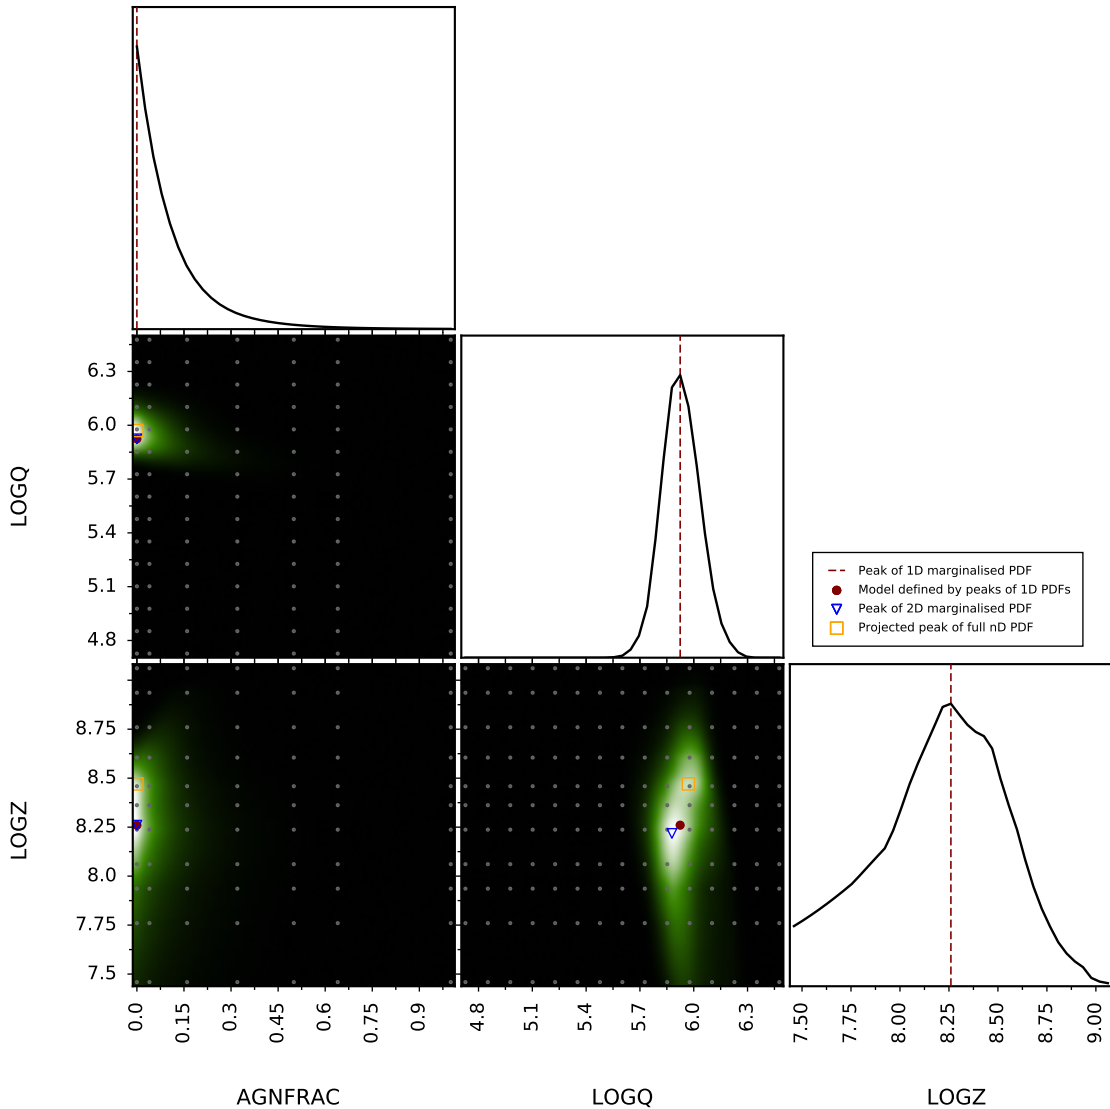 6.3
6.0
5.7
5.4
5.1
4.8
LOGQ
Peak of 1D marginalised PDF
Model defined by peaks of 1D PDFs
Peak of 2D marginalised PDF
Projected peak of full nD PDF
8.75
8.5
8.25
8.0
7.75
7.5
LOGZ
0.0 0.15 0.3 0.45 0.6 0.75 0.9
4.8 5.1 5.4 5.7 6.0 6.3
7.50 7.75 8.00 8.25 8.50 8.75 9.00
AGNFRAC
LOGQ
LOGZ